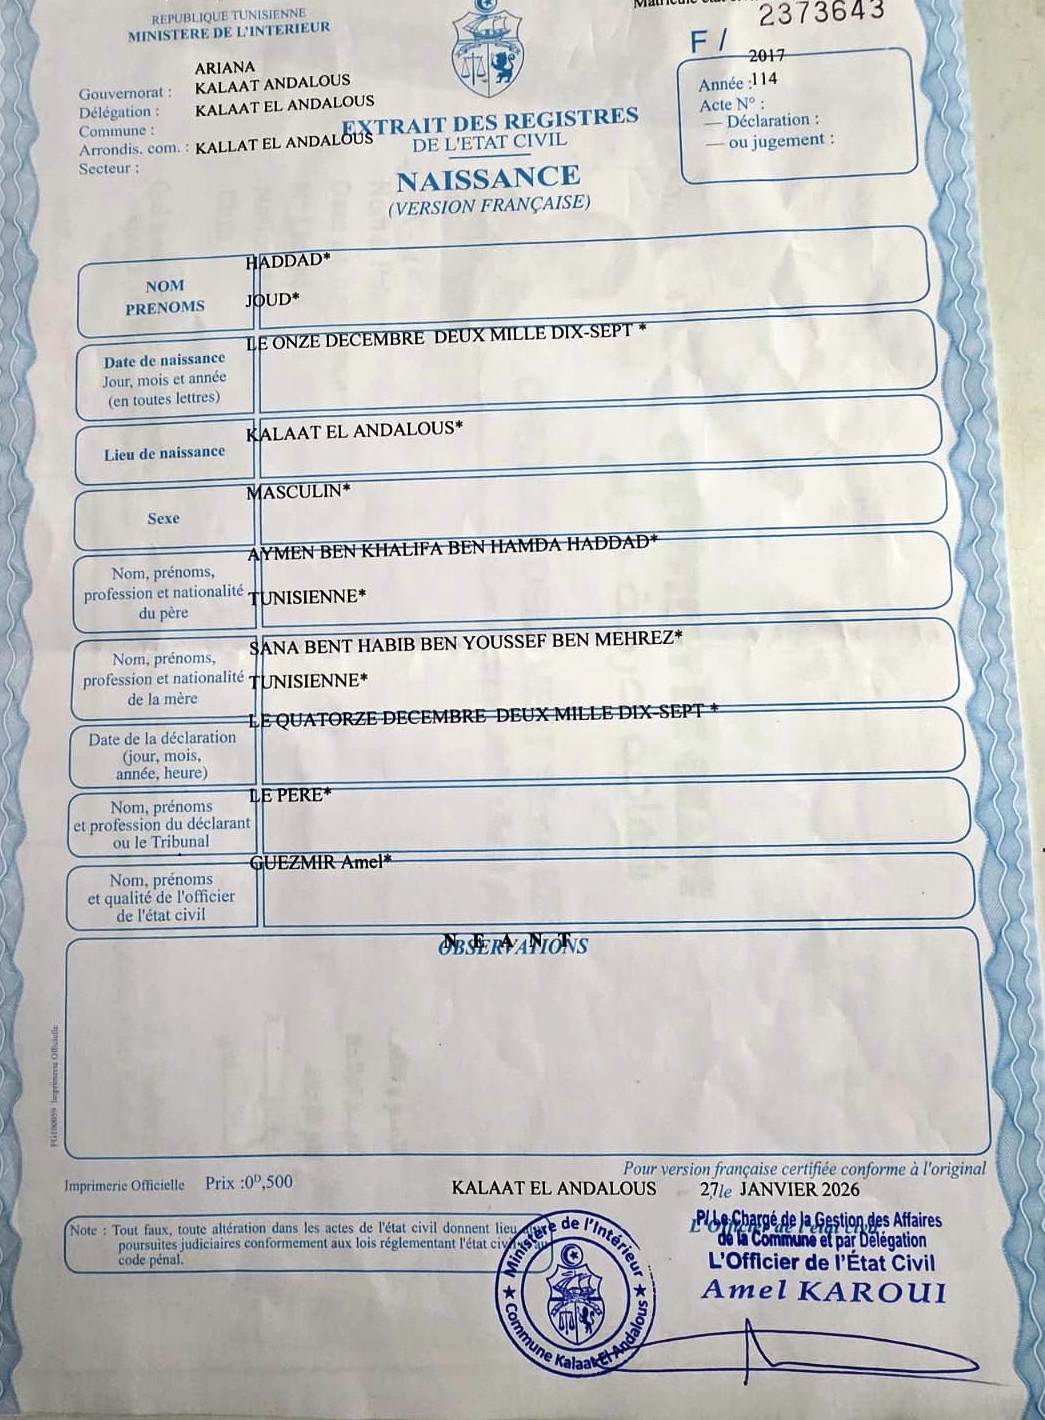 REPUBLIQUE TUNISIENNE
MINISTERE DE L'INTERIEUR
2373643
F /
2017
Année : 114
Acte N° :
— Déclaration :
— ou jugement :
ARIANA
Gouvernorat : KALAAT ANDALOUS
Délégation : KALAAT EL ANDALOUS
Commune :
Arrondis. com. : KALLAT EL ANDALOUS
Secteur :
EXTRAIT DES REGISTRES
DE L'ETAT CIVIL
NAISSANCE
(VERSION FRANÇAISE)
HADDAD*
NOM
PRENOMS
JOUD*
LE ONZE DECEMBRE DEUX MILLE DIX-SEPT *
Date de naissance
Jour, mois et année
(en toutes lettres)
KALAAT EL ANDALOUS*
Lieu de naissance
MASCULIN*
Sexe
AYMEN BEN KHALIFA BEN HAMDA HADDAD*
Nom, prénoms,
profession et nationalité
du père
TUNISIENNE*
SANA BENT HABIB BEN YOUSSEF BEN MEHREZ*
Nom, prénoms,
profession et nationalité
de la mère
TUNISIENNE*
LE QUATORZE DECEMBRE DEUX MILLE DIX-SEPT *
Date de la déclaration
(jour, mois,
année, heure)
LE PERE*
Nom, prénoms
et profession du déclarant
ou le Tribunal
GUEZMIR Amel*
Nom, prénoms
et qualité de l'officier
de l'état civil
N E A N T
OBSERVATIONS
FG100059 Imprimerie Officielle
Pour version française certifiée conforme à l'original
Imprimerie Officielle Prix :0ᴰ,500
KALAAT EL ANDALOUS 27 le JANVIER 2026
Note : Tout faux, toute altération dans les actes de l'état civil donnent lieu
poursuites judiciaires conformement aux lois réglementant l'état civil
code pénal.
P/ Le Chargé de la Gestion des Affaires
de la Commune et par Délégation
L'Officier de l'état civil
L'Officier de l'État Civil
Amel KAROUI
Ministère de l'Intérieur
Commune Kalaat El Andalous